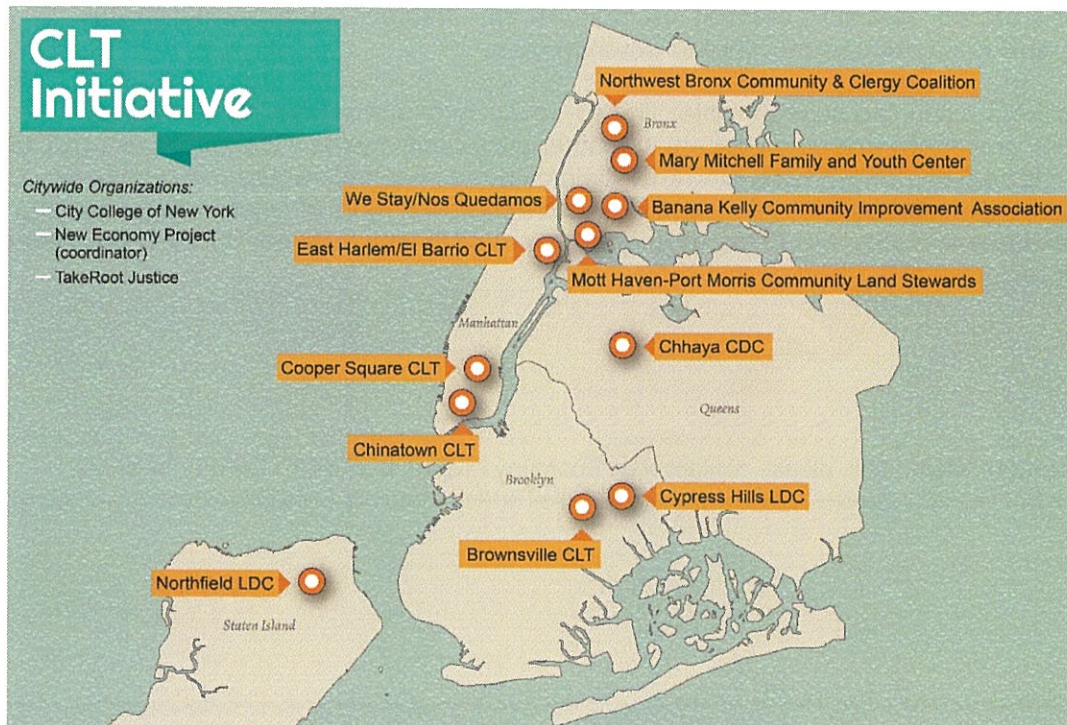 CLT
Initiative
Citywide Organizations:
— City College of New York
— New Economy Project
(coordinator)
— TakeRoot Justice
Northwest Bronx Community & Clergy Coalition
Bronx
Mary Mitchell Family and Youth Center
We Stay/Nos Quedamos
Banana Kelly Community Improvement Association
East Harlem/El Barrio CLT
Mott Haven-Port Morris Community Land Stewards
Manhattan
Chhaya CDC
Cooper Square CLT
Queens
Chinatown CLT
Brooklyn
Cypress Hills LDC
Brownsville CLT
Northfield LDC
Staten Island